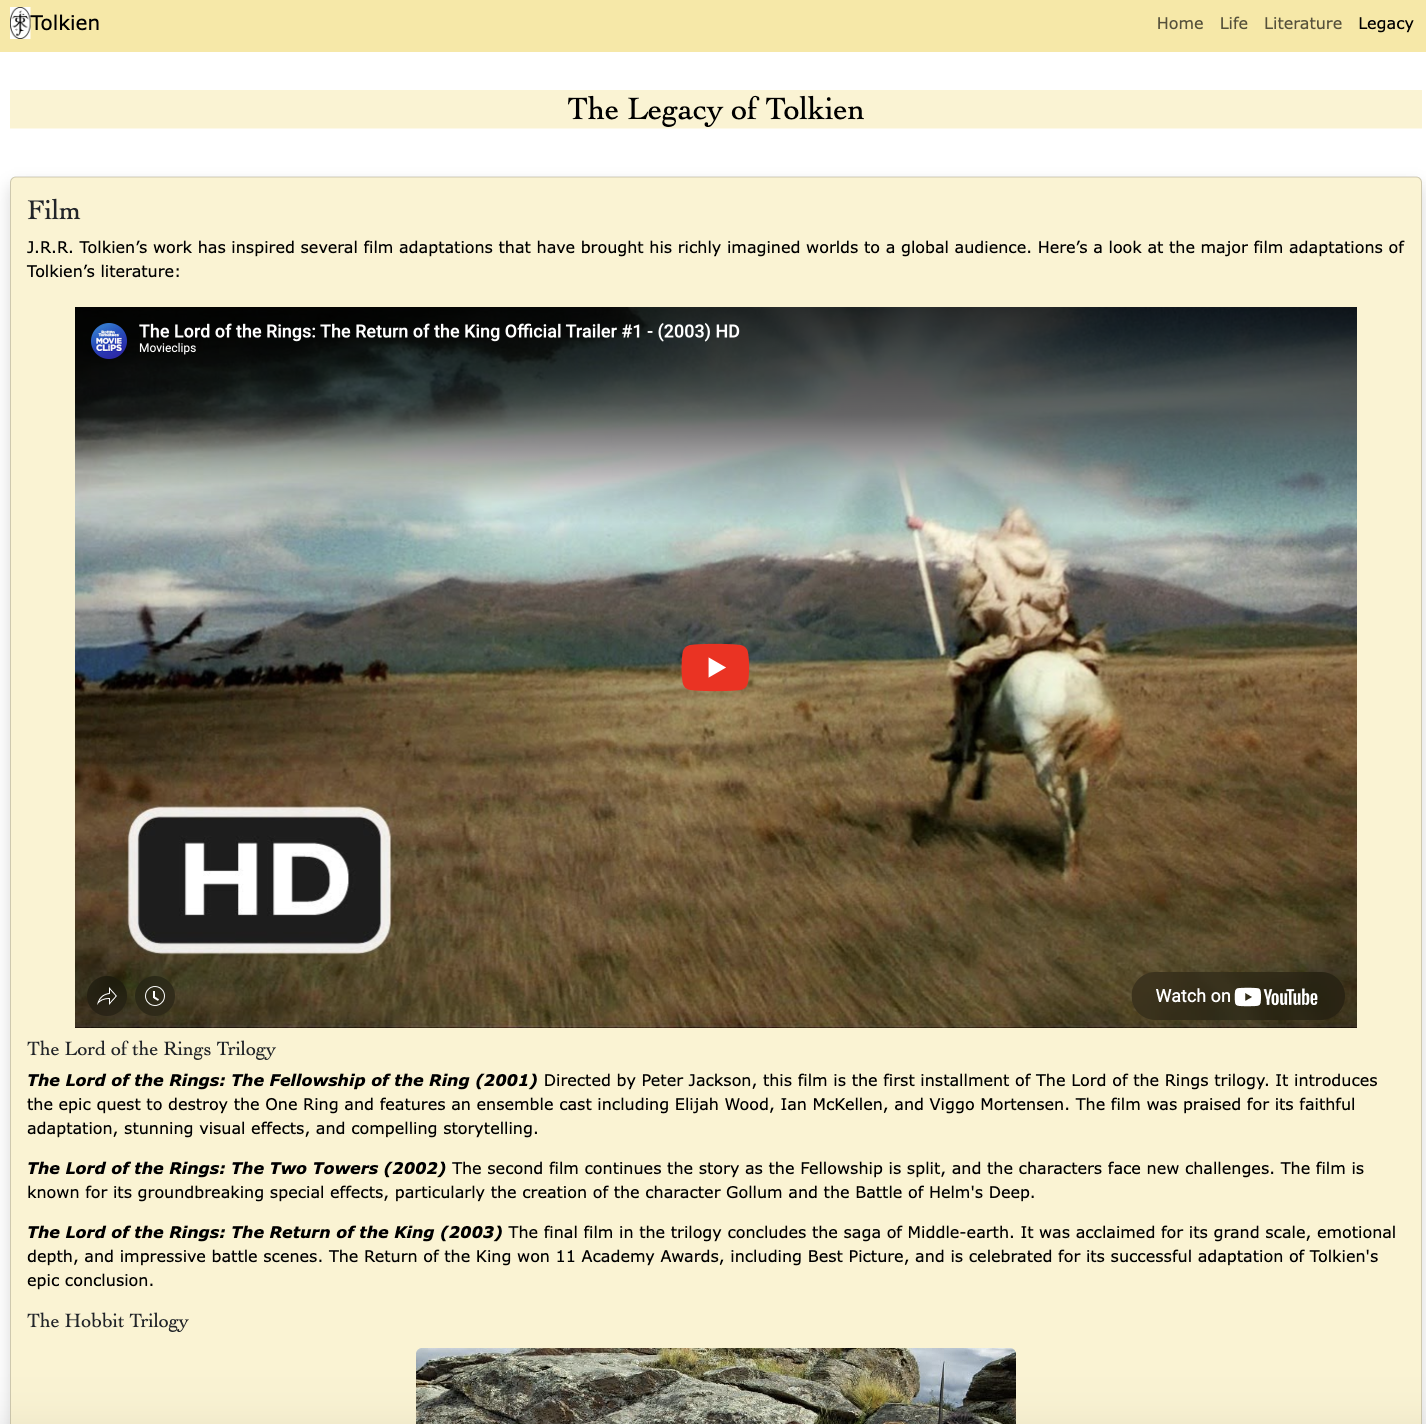 Tolkien
Home Life Literature Legacy
The Legacy of Tolkien
Film
J.R.R. Tolkien’s work has inspired several film adaptations that have brought his richly imagined worlds to a global audience. Here’s a look at the major film adaptations of
Tolkien’s literature:
The Lord of the Rings: The Return of the King Official Trailer #1 - (2003) HD
Movieclips
MOVIE
CLIPS
HD
Watch on YouTube
The Lord of the Rings Trilogy
The Lord of the Rings: The Fellowship of the Ring (2001) Directed by Peter Jackson, this film is the first installment of The Lord of the Rings trilogy. It introduces
the epic quest to destroy the One Ring and features an ensemble cast including Elijah Wood, Ian McKellen, and Viggo Mortensen. The film was praised for its faithful
adaptation, stunning visual effects, and compelling storytelling.
The Lord of the Rings: The Two Towers (2002) The second film continues the story as the Fellowship is split, and the characters face new challenges. The film is
known for its groundbreaking special effects, particularly the creation of the character Gollum and the Battle of Helm's Deep.
The Lord of the Rings: The Return of the King (2003) The final film in the trilogy concludes the saga of Middle-earth. It was acclaimed for its grand scale, emotional
depth, and impressive battle scenes. The Return of the King won 11 Academy Awards, including Best Picture, and is celebrated for its successful adaptation of Tolkien's
epic conclusion.
The Hobbit Trilogy